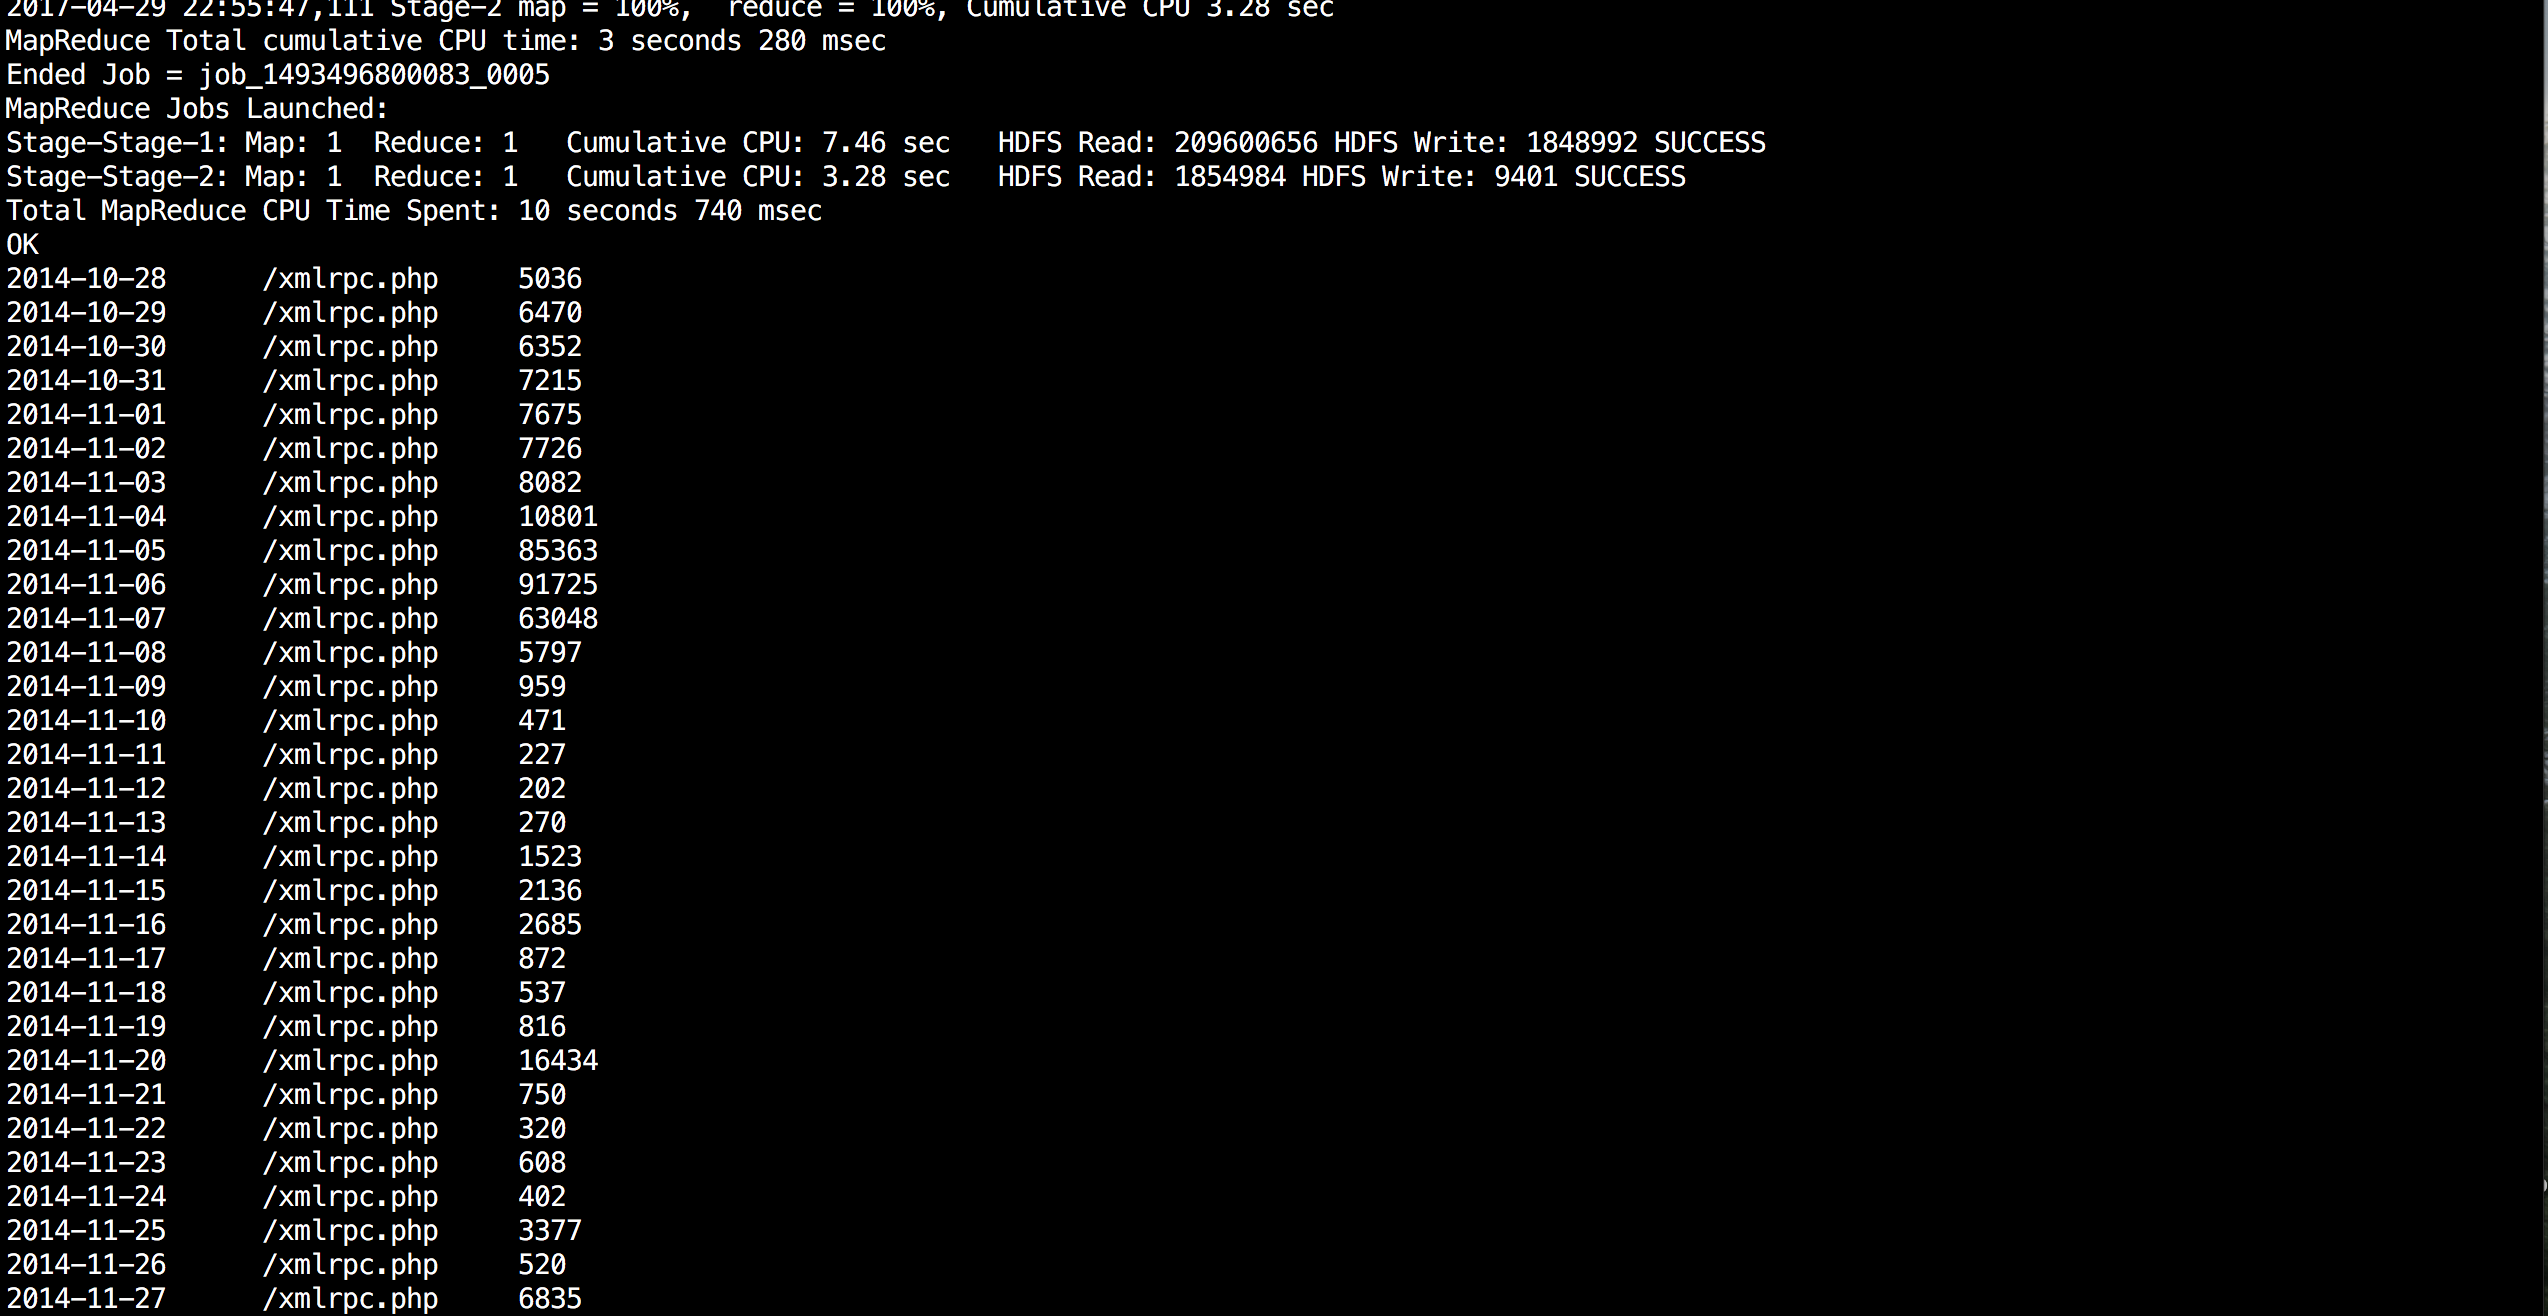 2017-04-29 22:55:47,111 Stage-2 map = 100%,  reduce = 100%, Cumulative CPU 3.28 sec
MapReduce Total cumulative CPU time: 3 seconds 280 msec
Ended Job = job_1493496800083_0005
MapReduce Jobs Launched:
Stage-Stage-1: Map: 1  Reduce: 1   Cumulative CPU: 7.46 sec   HDFS Read: 209600656 HDFS Write: 1848992 SUCCESS
Stage-Stage-2: Map: 1  Reduce: 1   Cumulative CPU: 3.28 sec   HDFS Read: 1854984 HDFS Write: 9401 SUCCESS
Total MapReduce CPU Time Spent: 10 seconds 740 msec
OK
2014-10-28	/xmlrpc.php	5036
2014-10-29	/xmlrpc.php	6470
2014-10-30	/xmlrpc.php	6352
2014-10-31	/xmlrpc.php	7215
2014-11-01	/xmlrpc.php	7675
2014-11-02	/xmlrpc.php	7726
2014-11-03	/xmlrpc.php	8082
2014-11-04	/xmlrpc.php	10801
2014-11-05	/xmlrpc.php	85363
2014-11-06	/xmlrpc.php	91725
2014-11-07	/xmlrpc.php	63048
2014-11-08	/xmlrpc.php	5797
2014-11-09	/xmlrpc.php	959
2014-11-10	/xmlrpc.php	471
2014-11-11	/xmlrpc.php	227
2014-11-12	/xmlrpc.php	202
2014-11-13	/xmlrpc.php	270
2014-11-14	/xmlrpc.php	1523
2014-11-15	/xmlrpc.php	2136
2014-11-16	/xmlrpc.php	2685
2014-11-17	/xmlrpc.php	872
2014-11-18	/xmlrpc.php	537
2014-11-19	/xmlrpc.php	816
2014-11-20	/xmlrpc.php	16434
2014-11-21	/xmlrpc.php	750
2014-11-22	/xmlrpc.php	320
2014-11-23	/xmlrpc.php	608
2014-11-24	/xmlrpc.php	402
2014-11-25	/xmlrpc.php	3377
2014-11-26	/xmlrpc.php	520
2014-11-27	/xmlrpc.php	6835